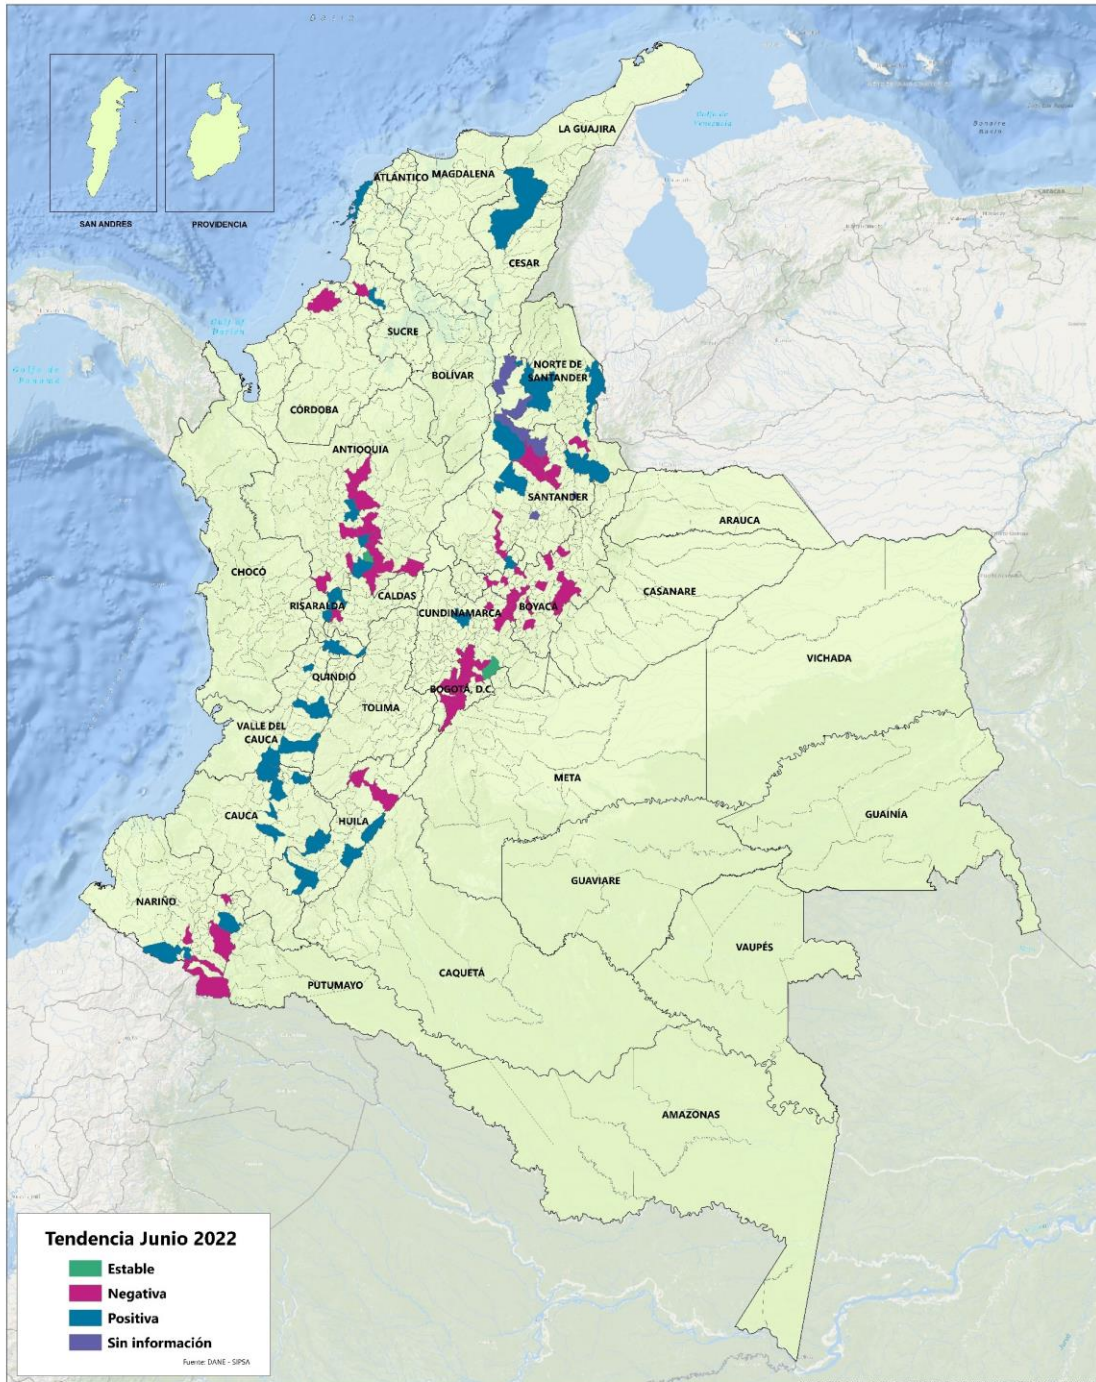 SAN ANDRES
PROVIDENCIA
LA GUAJIRA
ATLÁNTICO
MAGDALENA
CESAR
SUCRE
BOLÍVAR
NORTE DE
SANTANDER
CÓRDOBA
ANTIOQUIA
SANTANDER
ARAUCA
CHOCÓ
CASANARE
CALDAS
RISARALDA
CUNDINAMARCA
BOYACÁ
VICHADA
QUINDIO
BOGOTÁ, D.C.
TOLIMA
VALLE DEL
CAUCA
META
GUAINÍA
CAUCA
HUILA
GUAVIARE
NARIÑO
VAUPÉS
CAQUETÁ
PUTUMAYO
AMAZONAS
Tendencia Junio 2022
Estable
Negativa
Positiva
Sin información
Fuente: DANE - SIPSA